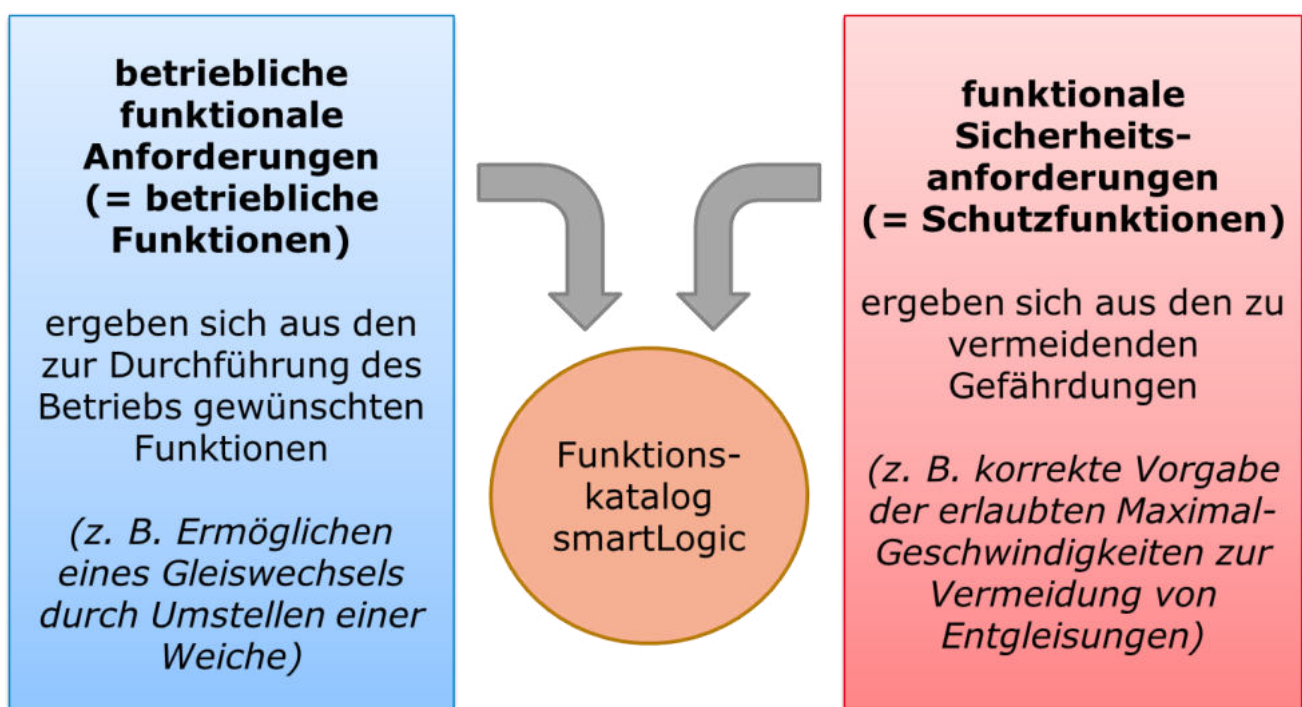 betriebliche
funktionale
Anforderungen
(= betriebliche
Funktionen)
ergeben sich aus den
zur Durchführung des
Betriebs gewünschten
Funktionen
(z. B. Ermöglichen
eines Gleiswechsels
durch Umstellen einer
Weiche)
Funktions-
katalog
smartLogic
funktionale
Sicherheits-
anforderungen
(= Schutzfunktionen)
ergeben sich aus den zu
vermeidenden
Gefährdungen
(z. B. korrekte Vorgabe
der erlaubten Maximal-
Geschwindigkeiten zur
Vermeidung von
Entgleisungen)